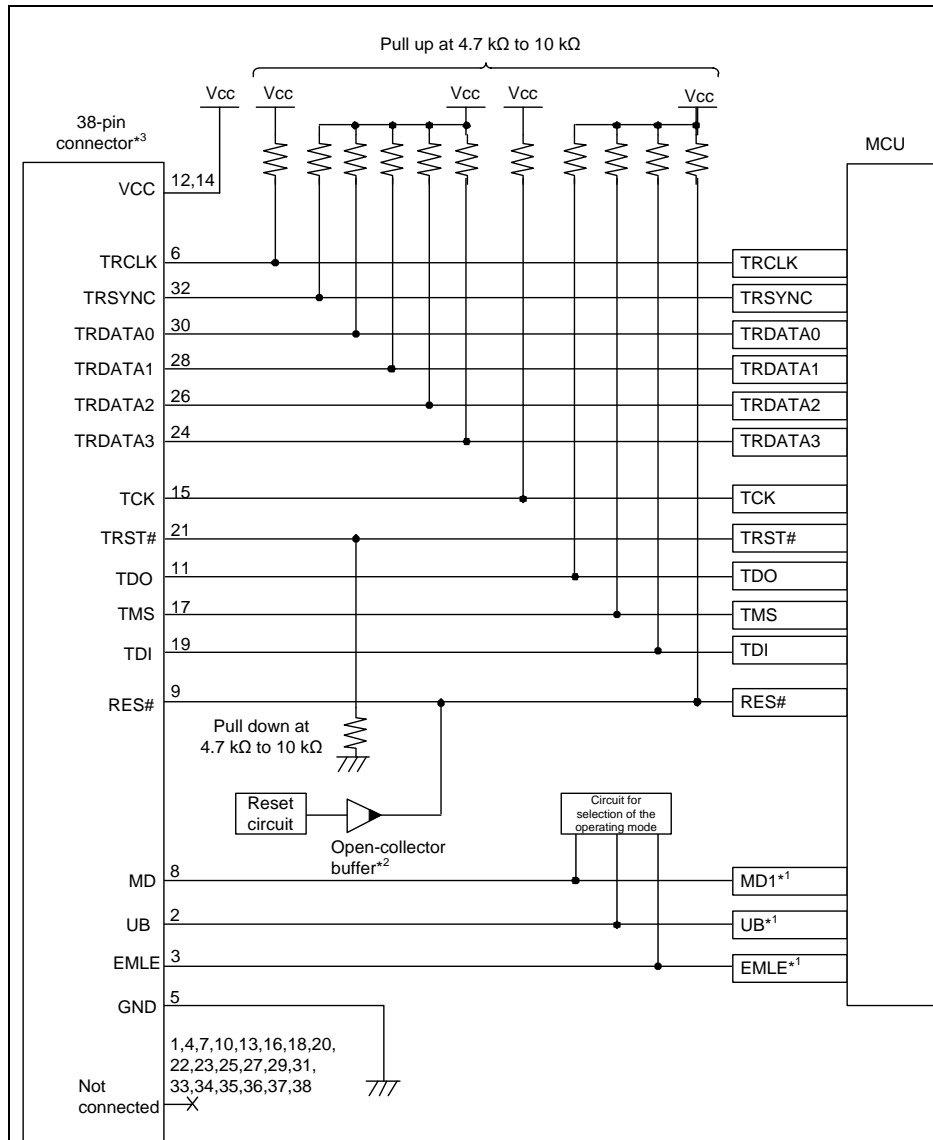 Pull up at 4.7 kΩ to 10 kΩ
Vcc Vcc Vcc Vcc Vcc
38-pin
connector*3
MCU
VCC 12,14
TRCLK 6 TRCLK
TRSYNC 32 TRSYNC
TRDATA0 30 TRDATA0
TRDATA1 28 TRDATA1
TRDATA2 26 TRDATA2
TRDATA3 24 TRDATA3
TCK 15 TCK
TRST# 21 TRST#
TDO 11 TDO
TMS 17 TMS
TDI 19 TDI
RES# 9 RES#
Pull down at
4.7 kΩ to 10 kΩ
Reset
circuit
Open-collector
buffer*2
Circuit for
selection of the
operating mode
MD 8 MD1*1
UB 2 UB*1
EMLE 3 EMLE*1
GND 5
1,4,7,10,13,16,18,20,
22,23,25,27,29,31,
33,34,35,36,37,38
Not
connected